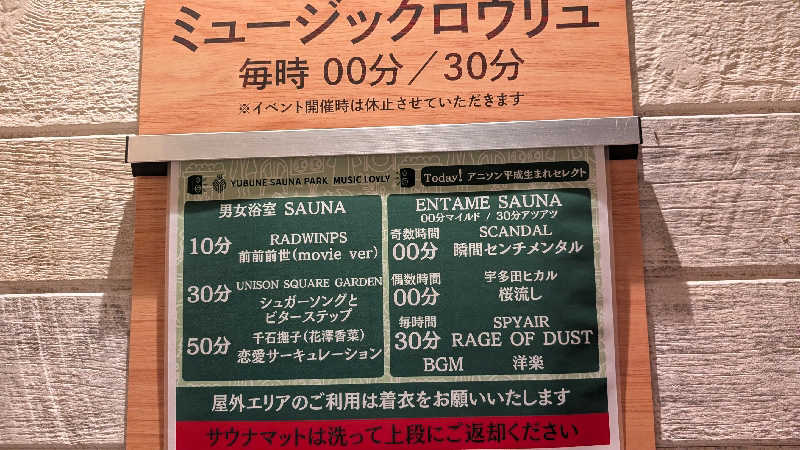 ミュージックロウリュ
毎時 00分／30分
※イベント開催時は休止させていただきます
YUBUNE SAUNA PARK MUSIC LOYLY
Today! アニソン平成生まれセレクト
男女浴室 SAUNA
10分
RADWINPS
前前前世(movie ver)
30分
UNISON SQUARE GARDEN
シュガーソングと
ビターステップ
50分
千石撫子(花澤香菜)
恋愛サーキュレーション
ENTAME SAUNA
00分マイルド / 30分アツアツ
奇数時間
00分
SCANDAL
瞬間センチメンタル
偶数時間
00分
宇多田ヒカル
桜流し
毎時間
30分
SPYAIR
RAGE OF DUST
BGM 洋楽
屋外エリアのご利用は着衣をお願いいたします
サウナマットは洗って上段にご返却ください